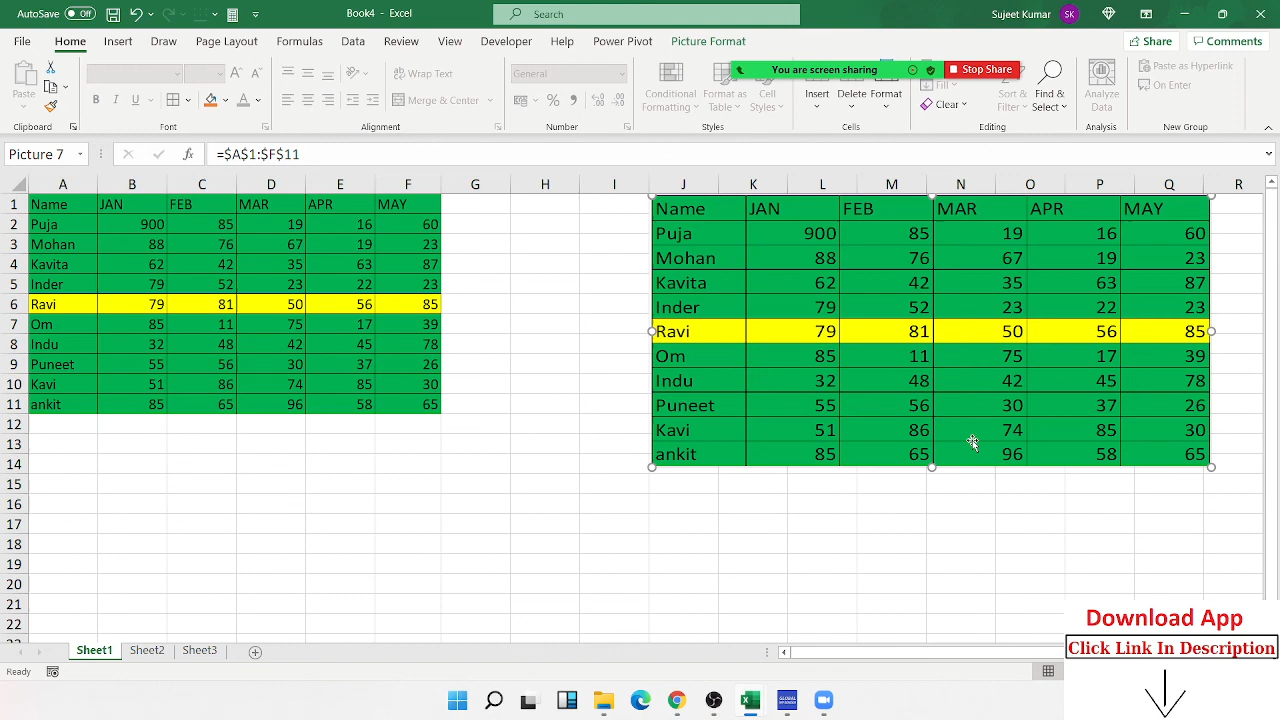 AutoSave Off Book4 - Excel Search Sujeet Kumar SK
File Home Insert Draw Page Layout Formulas Data Review View Developer Help Power Pivot Picture Format Share Comments
You are screen sharing Stop Share
Paste Wrap Text General Conditional Formatting Format as Table Cell Styles Insert Delete Format Fill Sort & Filter Find & Select Analyze Data Paste as Hyperlink
B I U Merge & Center Clear On Enter
Clipboard Font Alignment Number Styles Cells Editing Analysis New Group
Picture 7 fx =$A$1:$F$11
A B C D E F G H I J K L M N O P Q R
1 Name JAN FEB MAR APR MAY Name JAN FEB MAR APR MAY
2 Puja 900 85 19 16 60 Puja 900 85 19 16 60
3 Mohan 88 76 67 19 23 Mohan 88 76 67 19 23
4 Kavita 62 42 35 63 87 Kavita 62 42 35 63 87
5 Inder 79 52 23 22 23 Inder 79 52 23 22 23
6 Ravi 79 81 50 56 85 Ravi 79 81 50 56 85
7 Om 85 11 75 17 39 Om 85 11 75 17 39
8 Indu 32 48 42 45 78 Indu 32 48 42 45 78
9 Puneet 55 56 30 37 26 Puneet 55 56 30 37 26
10 Kavi 51 86 74 85 30 Kavi 51 86 74 85 30
11 ankit 85 65 96 58 65 ankit 85 65 96 58 65
12
13
14
15
16
17
18
19
20
21
22
Download App
Click Link In Description
Sheet1 Sheet2 Sheet3
Ready